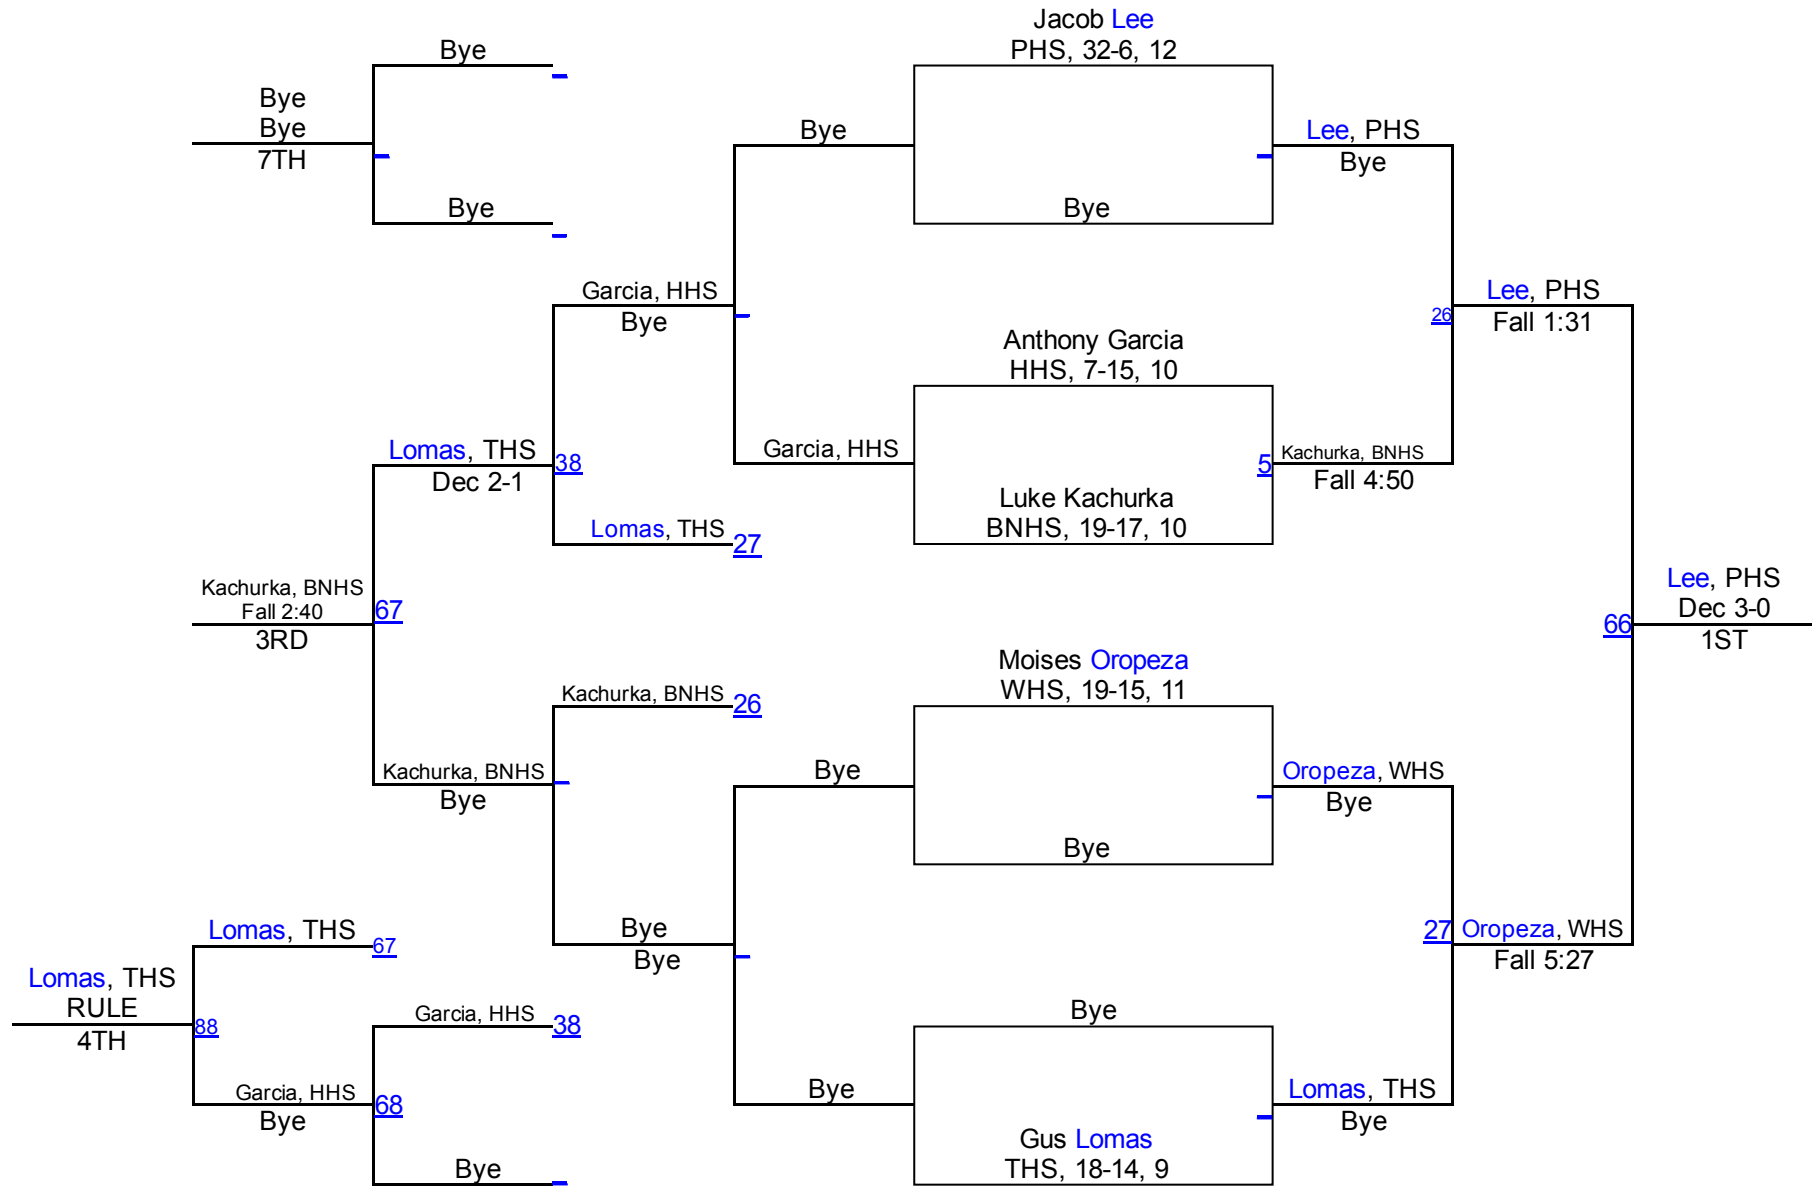 Jacob Lee
PHS, 32-6, 12
Bye
Bye
Bye
7TH
Bye
Bye
Lee, PHS
Bye
Bye
Garcia, HHS
Bye
Lee, PHS
26
Fall 1:31
Anthony Garcia
HHS, 7-15, 10
Lomas, THS
38
Dec 2-1
Garcia, HHS
5
Kachurka, BNHS
Fall 4:50
Luke Kachurka
BNHS, 19-17, 10
Lomas, THS
27
Kachurka, BNHS
Fall 2:40
67
3RD
Lee, PHS
Dec 3-0
66
1ST
Moises Oropeza
WHS, 19-15, 11
Kachurka, BNHS
26
Kachurka, BNHS
Bye
Bye
Oropeza, WHS
Bye
Bye
Lomas, THS
67
Bye
Bye
27
Oropeza, WHS
Fall 5:27
Lomas, THS
RULE
88
4TH
Garcia, HHS
38
Bye
Garcia, HHS
68
Bye
Bye
Lomas, THS
Bye
Gus Lomas
THS, 18-14, 9
Bye